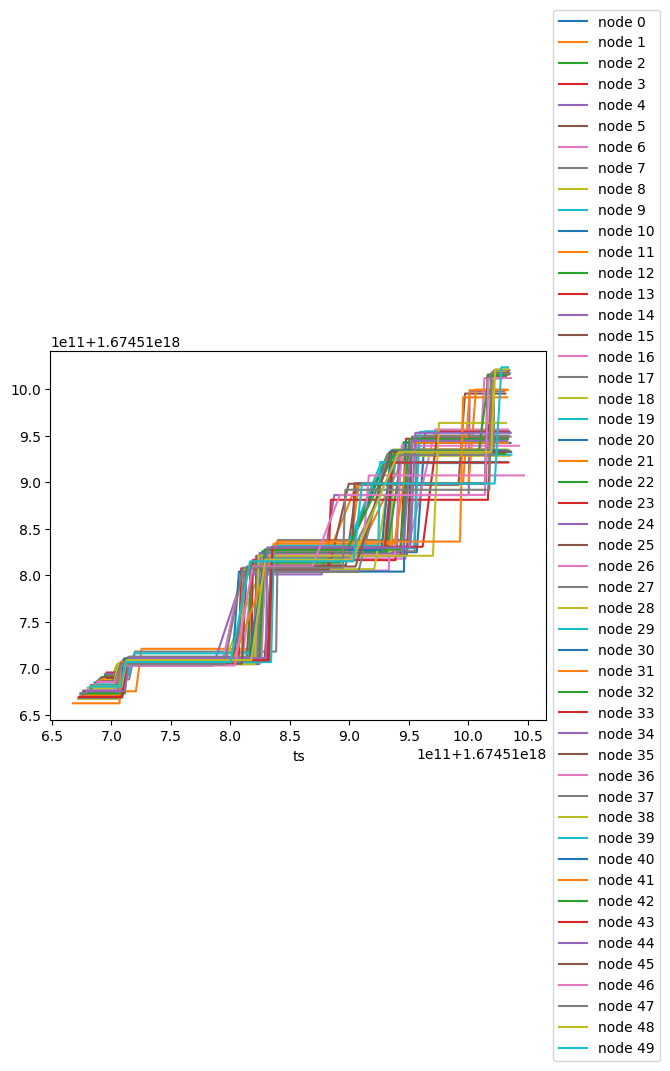 1e11+1.67451e18
10.0
9.5
9.0
8.5
8.0
7.5
7.0
6.5
6.5 7.0 7.5 8.0 8.5 9.0 9.5 10.0 10.5
ts
1e11+1.67451e18
node 0
node 1
node 2
node 3
node 4
node 5
node 6
node 7
node 8
node 9
node 10
node 11
node 12
node 13
node 14
node 15
node 16
node 17
node 18
node 19
node 20
node 21
node 22
node 23
node 24
node 25
node 26
node 27
node 28
node 29
node 30
node 31
node 32
node 33
node 34
node 35
node 36
node 37
node 38
node 39
node 40
node 41
node 42
node 43
node 44
node 45
node 46
node 47
node 48
node 49